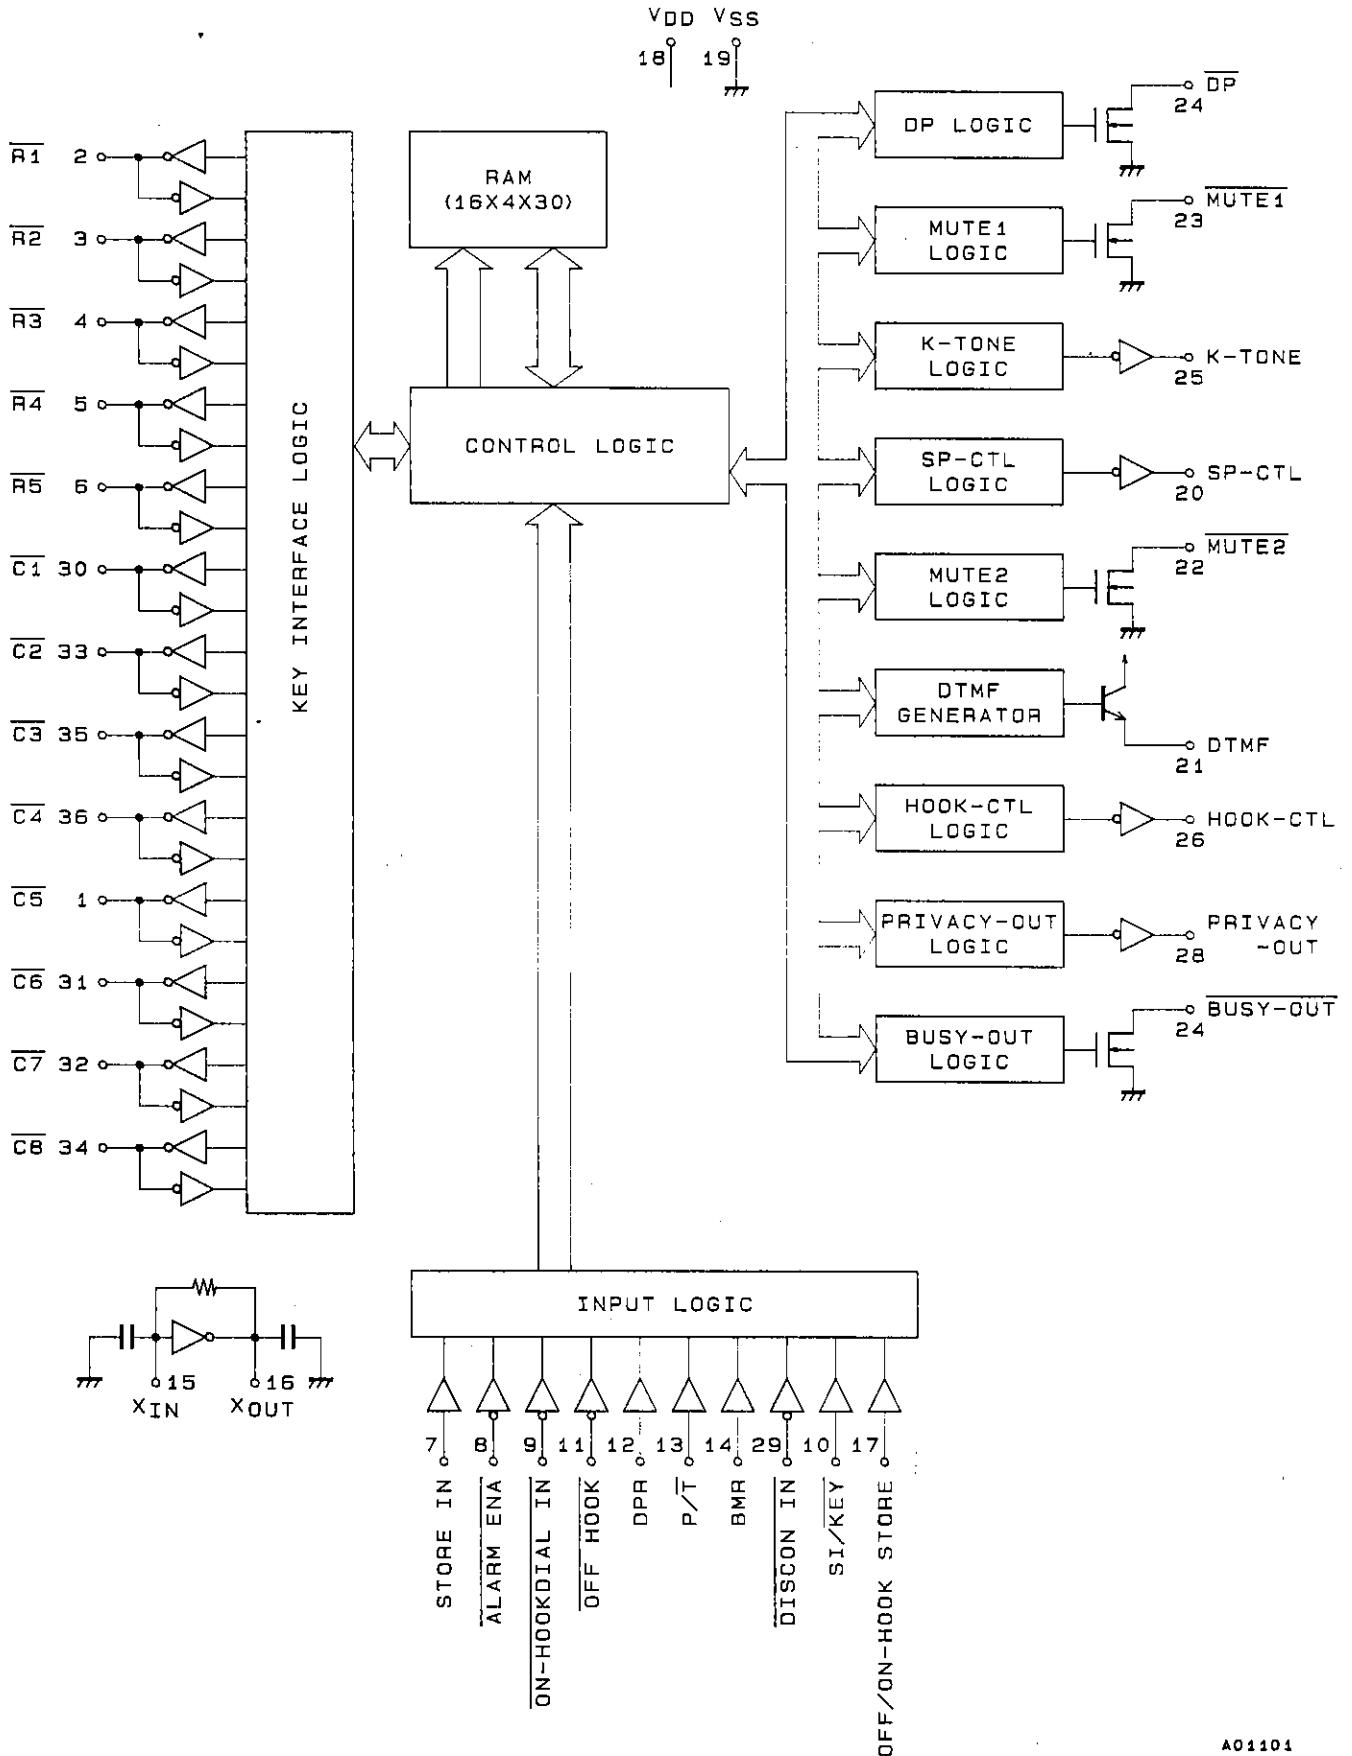 VDD VSS
18 19
R1 2
R2 3
R3 4
R4 5
R5 6
C1 30
C2 33
C3 35
C4 36
C5 1
C6 31
C7 32
C8 34
KEY INTERFACE LOGIC
RAM
(16X4X30)
CONTROL LOGIC
DP LOGIC
DP
24
MUTE1
LOGIC
MUTE1
23
K-TONE
LOGIC
K-TONE
25
SP-CTL
LOGIC
SP-CTL
20
MUTE2
LOGIC
MUTE2
22
DTMF
GENERATOR
DTMF
21
HOOK-CTL
LOGIC
HOOK-CTL
26
PRIVACY-OUT
LOGIC
PRIVACY
-OUT
28
BUSY-OUT
LOGIC
BUSY-OUT
24
INPUT LOGIC
15 16
XIN XOUT
7 8 9 11 12 13 14 29 10 17
STORE IN
ALARM ENA
ON-HOOKDIAL IN
OFF HOOK
DPR
P/T
BMR
DISCON IN
SI/KEY
OFF/ON-HOOK STORE
A01101